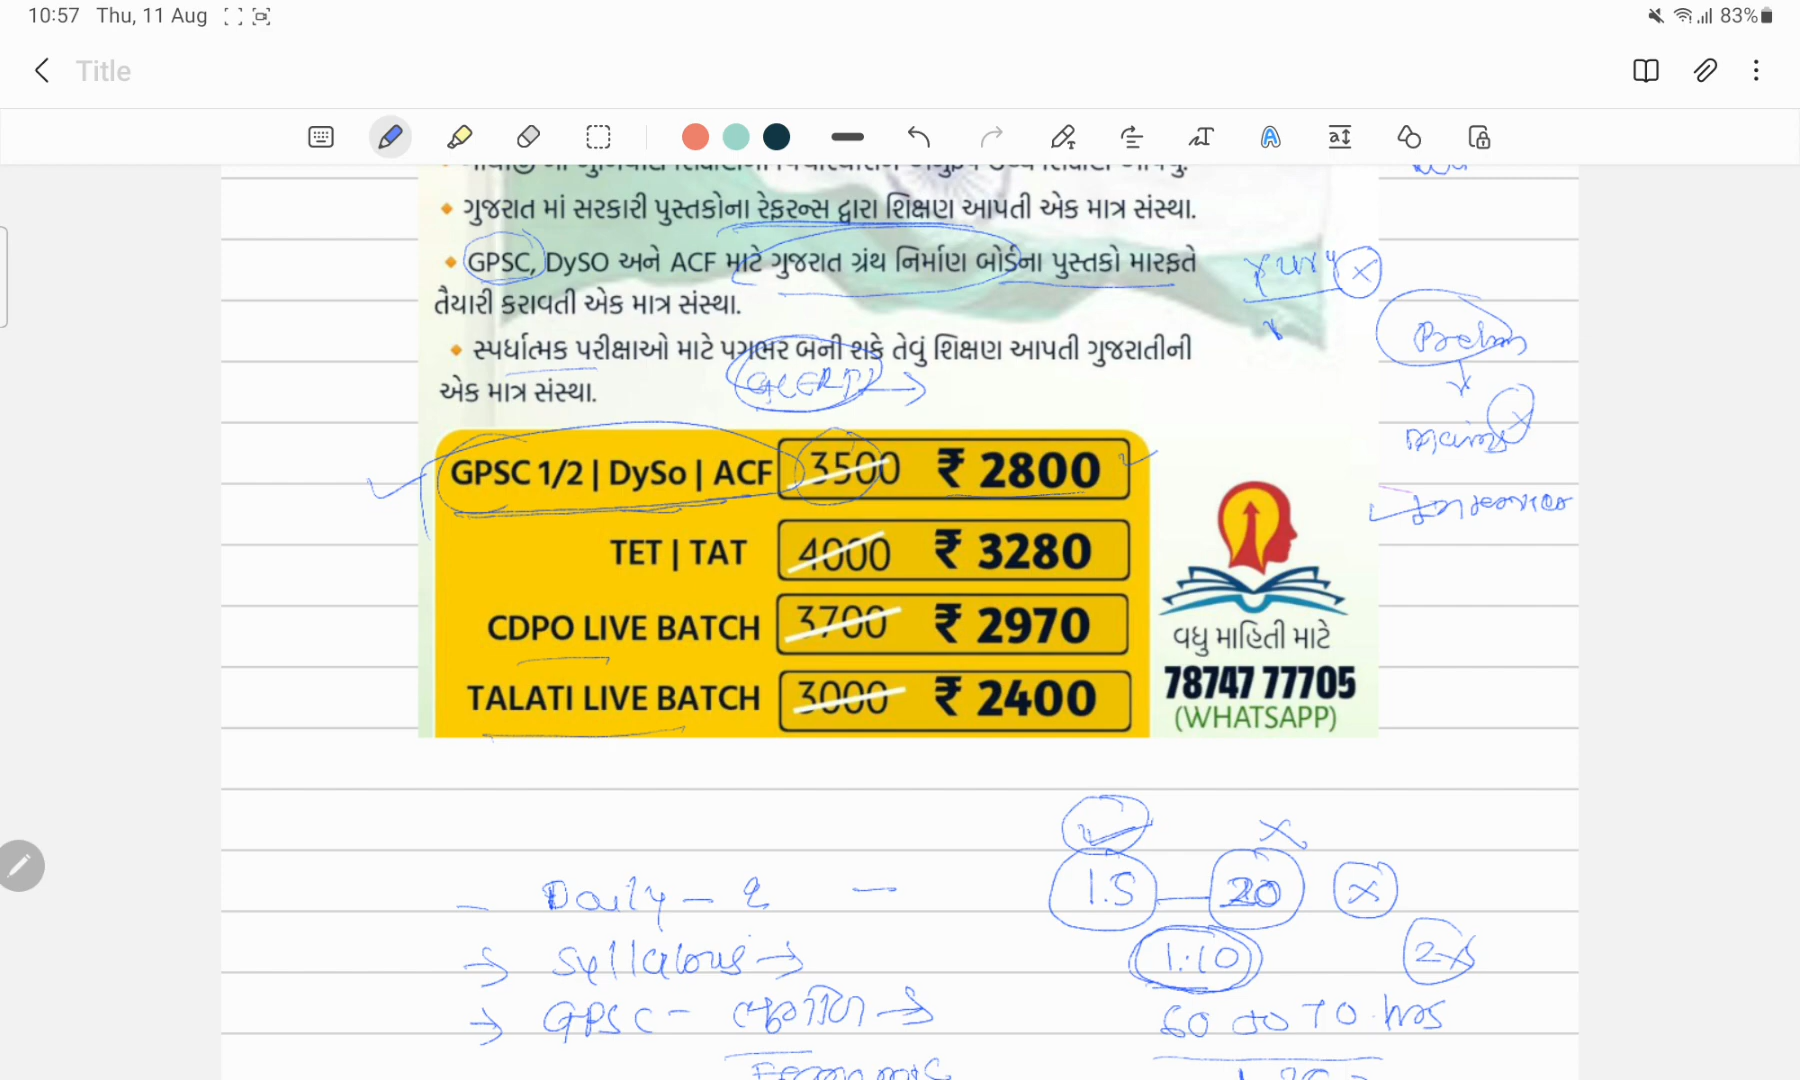 10:57 Thu, 11 Aug
83%
Title
ગુજરાત માં સરકારી પુસ્તકોના રેફરન્સ દ્વારા શિક્ષણ આપતી એક માત્ર સંસ્થા.
GPSC, DySO અને ACF માટે ગુજરાત ગ્રંથ નિર્માણ બોર્ડના પુસ્તકો મારફતે
તૈયારી કરાવતી એક માત્ર સંસ્થા.
Prelims
સ્પર્ધાત્મક પરીક્ષાઓ માટે પગભર બની શકે તેવું શિક્ષણ આપતી ગુજરાતીની
એક માત્ર સંસ્થા.
GCERT
Mains
GPSC 1/2 | DySo | ACF 3500 ₹ 2800
Interview
TET | TAT 4000 ₹ 3280
CDPO LIVE BATCH 3700 ₹ 2970
વધુ માહિતી માટે
78747 77705
TALATI LIVE BATCH 3000 ₹ 2400
(WHATSAPP)
Daily - 2 - 1.5 - 20
Syllabus → 1:10 2x
GPSC - 60 to 70 hrs